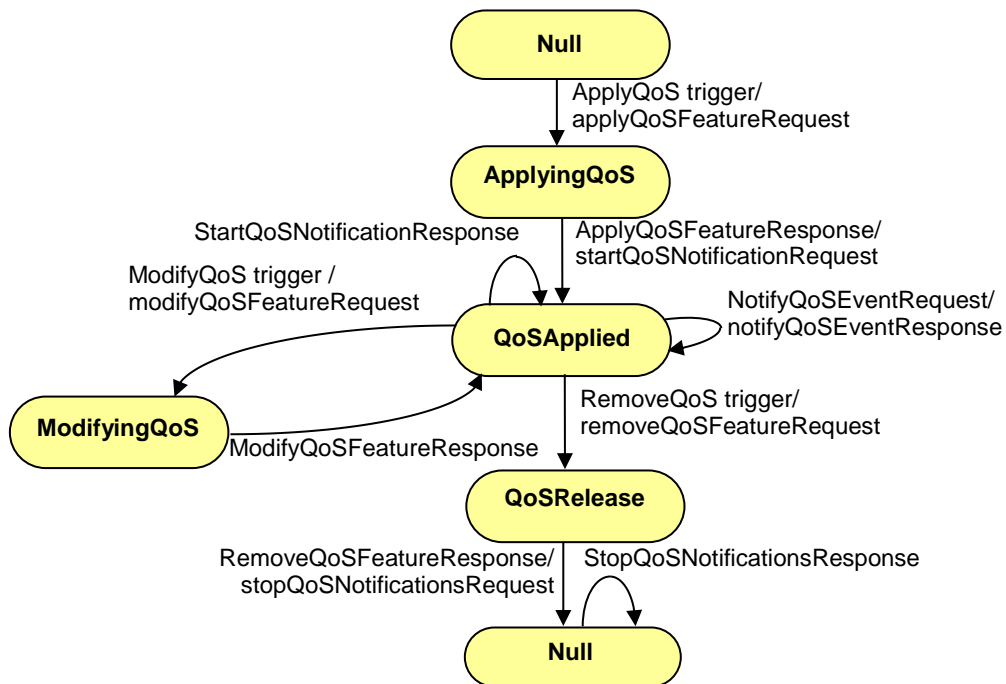 Null
ApplyQoS trigger/
applyQoSFeatureRequest
ApplyingQoS
StartQoSNotificationResponse
ApplyQoSFeatureResponse/
startQoSNotificationRequest
ModifyQoS trigger /
modifyQoSFeatureRequest
NotifyQoSEventRequest/
notifyQoSEventResponse
QoSApplied
ModifyingQoS
ModifyQoSFeatureResponse
RemoveQoS trigger/
removeQoSFeatureRequest
QoSRelease
RemoveQoSFeatureResponse/
stopQoSNotificationsRequest
StopQoSNotificationsResponse
Null